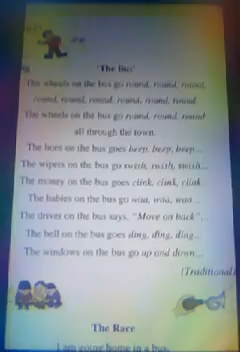 'The Bus'
The wheels on the bus go round, round, round,
round, round, round, round, round, round.
The wheels on the bus go round, round, round
all through the town.
The horn on the bus goes beep, beep, beep...
The wipers on the bus go swish, swish, swish...
The money on the bus goes clink, clink, clink
The babies on the bus go waa, waa, waa...
The driver on the bus says, "Move on back"...
The bell on the bus goes ding, ding, ding...
The windows on the bus go up and down...
(Traditional)
The Race
I am going home in a bus,